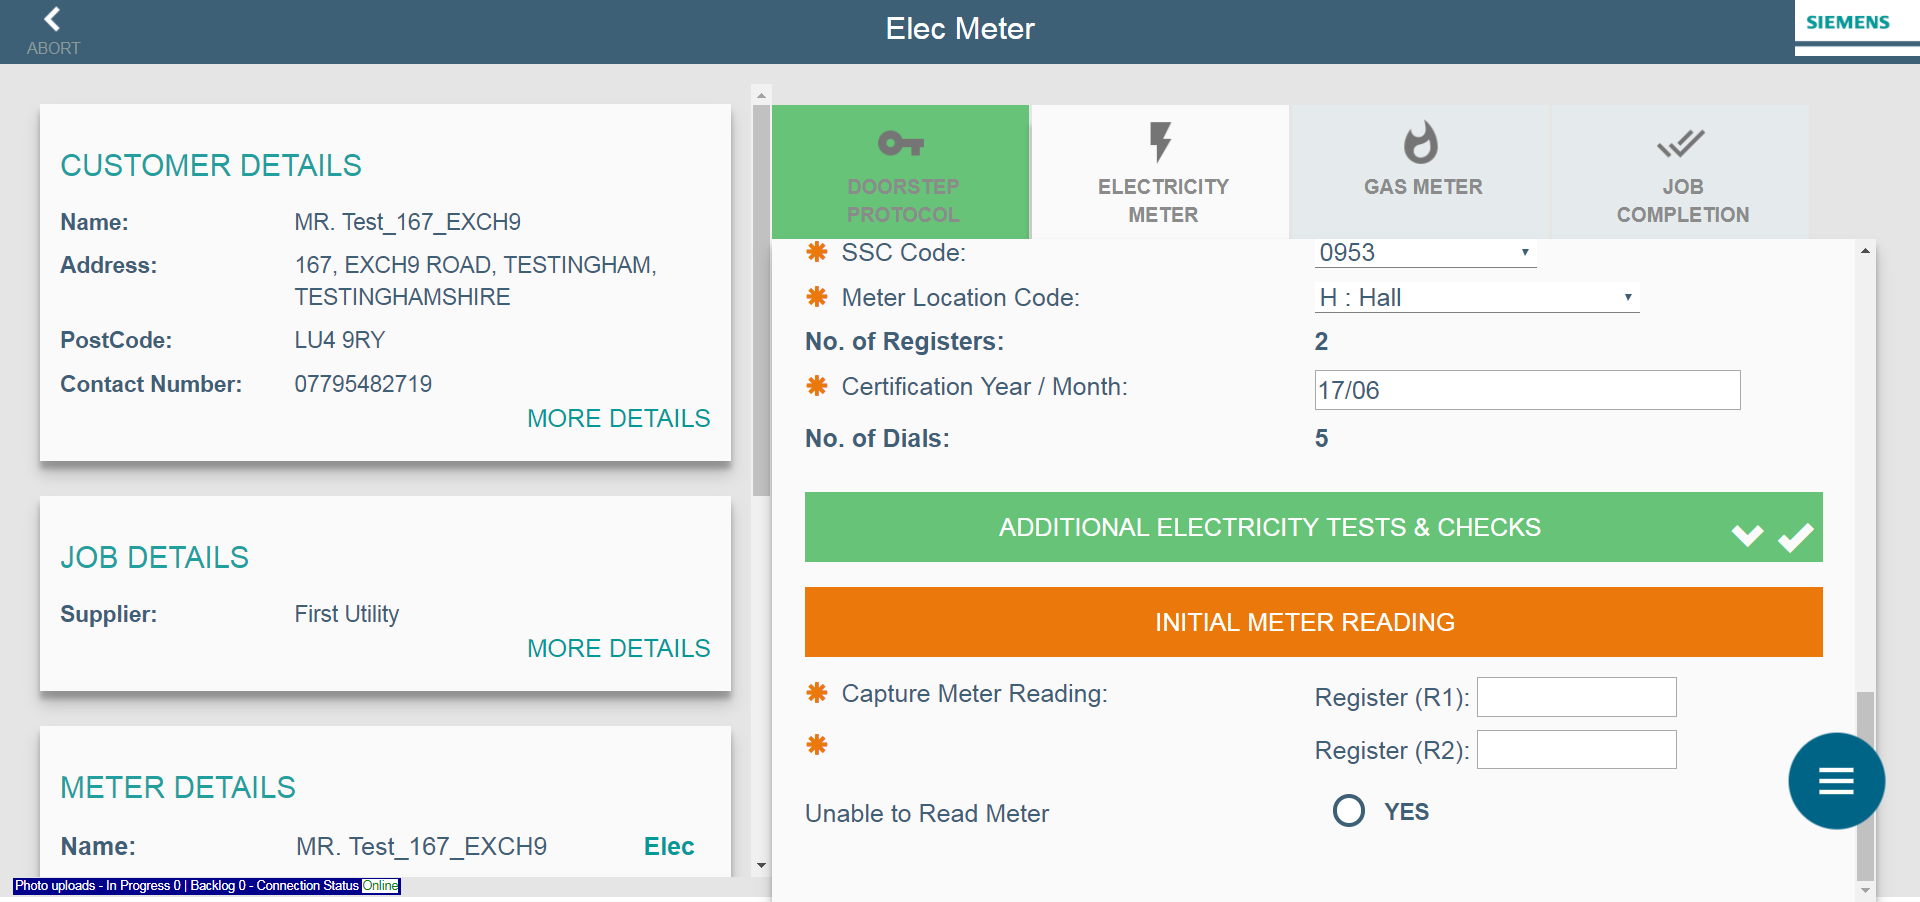 ABORT
Elec Meter
SIEMENS
CUSTOMER DETAILS
Name: MR. Test_167_EXCH9
Address: 167, EXCH9 ROAD, TESTINGHAM,
TESTINGHAMSHIRE
PostCode: LU4 9RY
Contact Number: 07795482719
MORE DETAILS
JOB DETAILS
Supplier: First Utility
MORE DETAILS
METER DETAILS
Name: MR. Test_167_EXCH9 Elec
Photo uploads - In Progress 0 | Backlog 0 - Connection Status Online
DOORSTEP
PROTOCOL
ELECTRICITY
METER
GAS METER
JOB
COMPLETION
SSC Code: 0953
Meter Location Code: H : Hall
No. of Registers: 2
Certification Year / Month: 17/06
No. of Dials: 5
ADDITIONAL ELECTRICITY TESTS & CHECKS
INITIAL METER READING
Capture Meter Reading: Register (R1):
Register (R2):
Unable to Read Meter YES